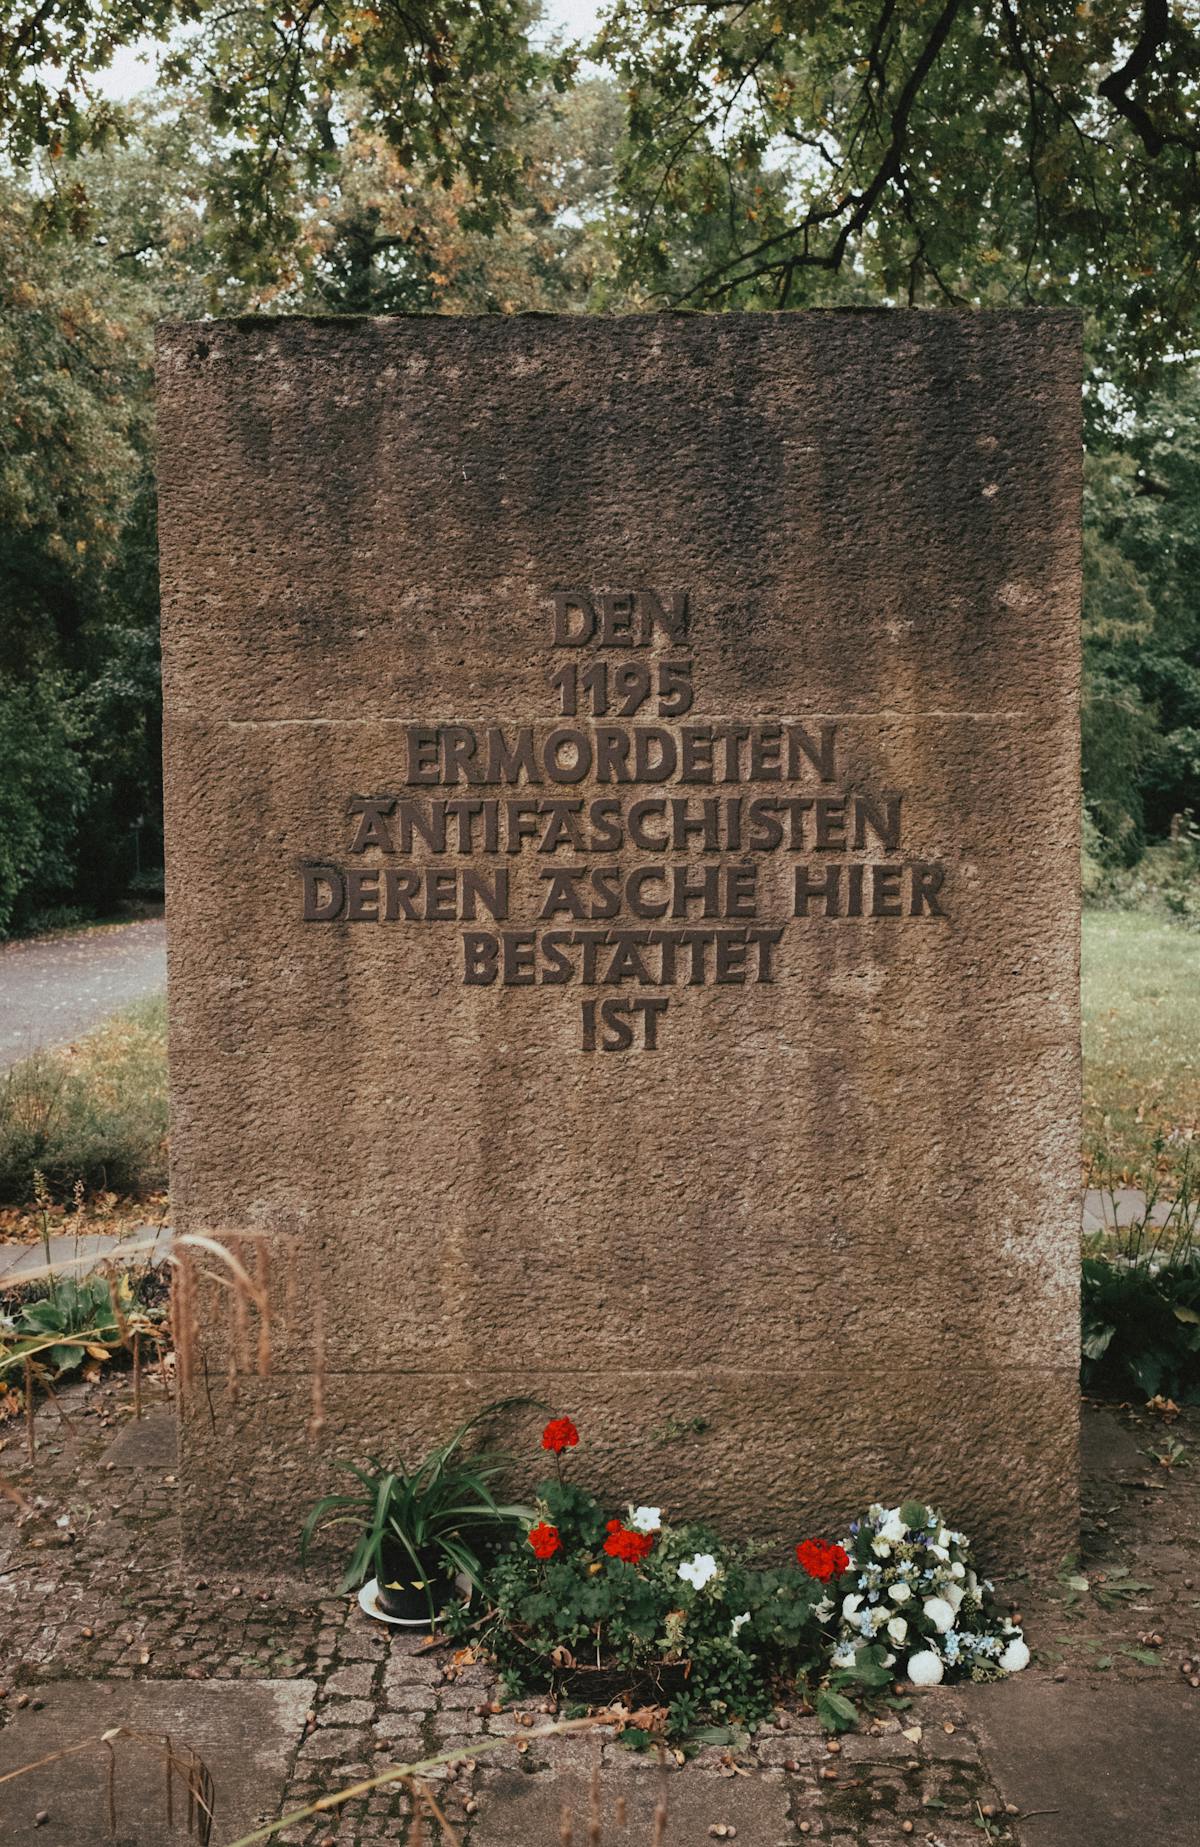 DEN
1195
ERMORDETEN
ANTIFASCHISTEN
DEREN ASCHE HIER
BESTATTET
IST